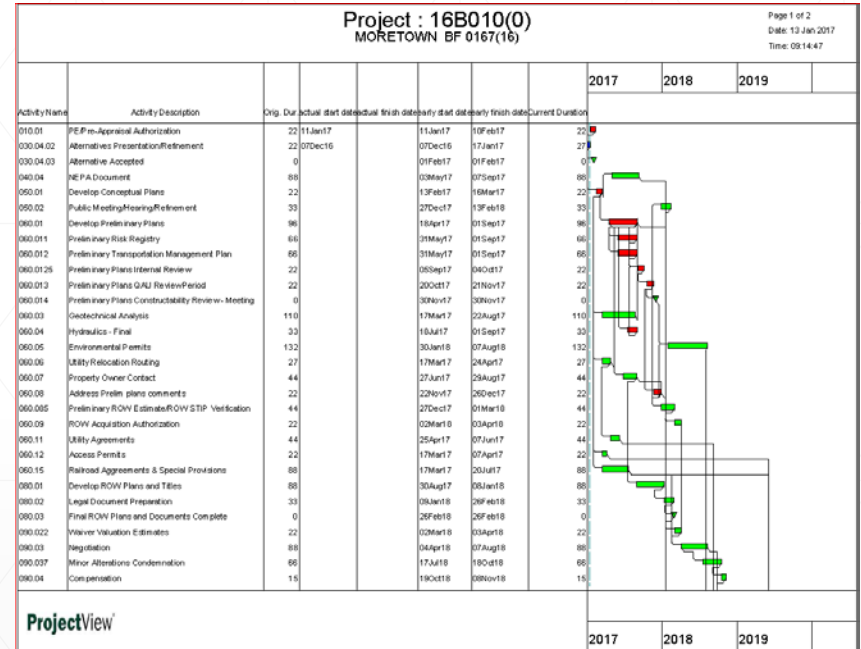 Project : 16B010(0)
MORETOWN BF 0167(16)
Page 1 of 2
Date: 13 Jan 2017
Time: 09:14:47
2017 2018 2019
Activity Name Activity Description Orig. Dur. actual start date actual finish date early start date early finish date Current Duration
010.01 PE/Pre-Appraisal Authorization 22 11Jan17 11Jan17 10Feb17 22
030.04.02 Alternatives Presentation/Refinement 22 07Dec16 07Dec16 17Jan17 27
030.04.03 Alternative Accepted 0 01Feb17 01Feb17 0
040.04 NEPA Document 88 03May17 07Sep17 88
050.01 Develop Conceptual Plans 22 13Feb17 16Mar17 22
050.02 Public Meeting/Hearing/Refinement 33 27Dec17 13Feb18 33
060.01 Develop Preliminary Plans 96 18Apr17 01Sep17 96
060.011 Preliminary Risk Registry 66 31May17 01Sep17 66
060.012 Preliminary Transportation Management Plan 66 31May17 01Sep17 66
060.0125 Preliminary Plans Internal Review 22 05Sep17 04Oct17 22
060.013 Preliminary Plans QAU ReviewPeriod 22 20Oct17 21Nov17 22
060.014 Preliminary Plans Constructability Review- Meeting 0 30Nov17 30Nov17 0
060.03 Geotechnical Analysis 110 17Mar17 22Aug17 110
060.04 Hydraulics - Final 33 18Jul17 01Sep17 33
060.05 Environmental Permits 132 30Jan18 07Aug18 132
060.06 Utility Relocation Routing 27 17Mar17 24Apr17 27
060.07 Property Owner Contact 44 27Jun17 29Aug17 44
060.08 Address Prelim plans comments 22 22Nov17 26Dec17 22
060.085 Preliminary ROW Estimate/ROW STIP Verification 44 27Dec17 01Mar18 44
060.09 ROW Acquisition Authorization 22 02Mar18 03Apr18 22
060.11 Utility Agreements 44 25Apr17 07Jun17 44
060.12 Access Permits 22 17Mar17 07Apr17 22
060.15 Railroad Aggreements & Special Provisions 88 17Mar17 20Jul17 88
080.01 Develop ROW Plans and Titles 88 30Aug17 08Jan18 88
080.02 Legal Document Preparation 33 09Jan18 26Feb18 33
080.03 Final ROW Plans and Documents Complete 0 26Feb18 26Feb18 0
090.022 Waiver Valuation Estimates 22 02Mar18 03Apr18 22
090.03 Negotiation 88 04Apr18 07Aug18 88
090.037 Minor Alterations Condemnation 66 17Jul18 18Oct18 66
090.04 Compensation 15 19Oct18 08Nov18 15
ProjectView
2017 2018 2019